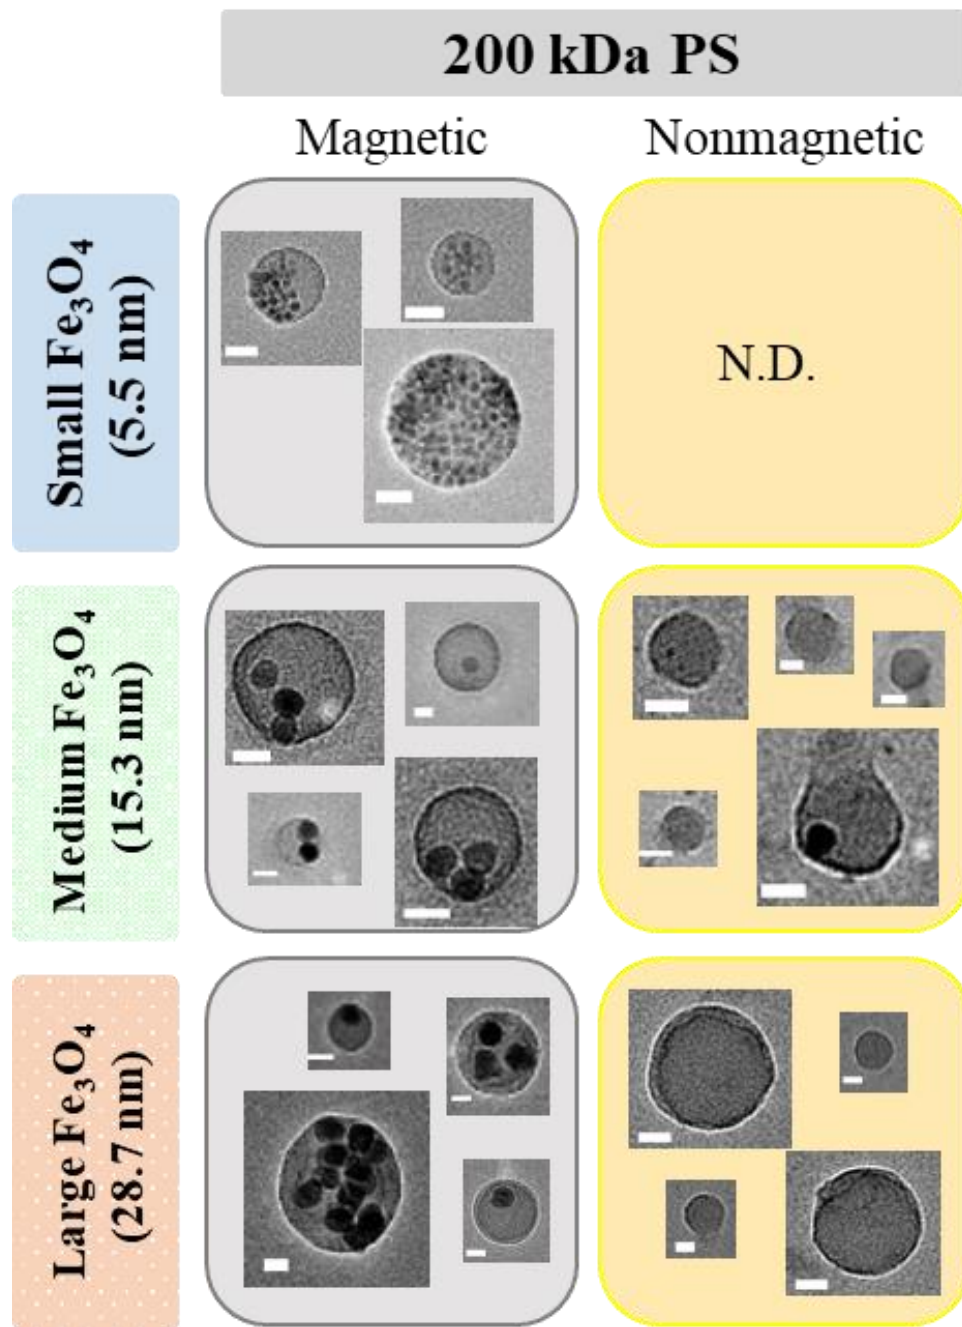 200 kDa PS
Magnetic
Nonmagnetic
Small Fe₃O₄
(5.5 nm)
N.D.
Medium Fe₃O₄
(15.3 nm)
Large Fe₃O₄
(28.7 nm)